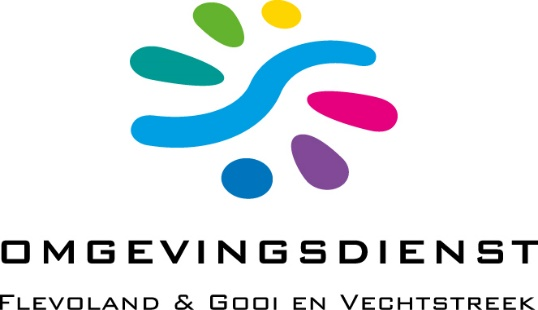 OMGEVINGSDIENST
FLEVOLAND & GOOI EN VECHTSTREEK